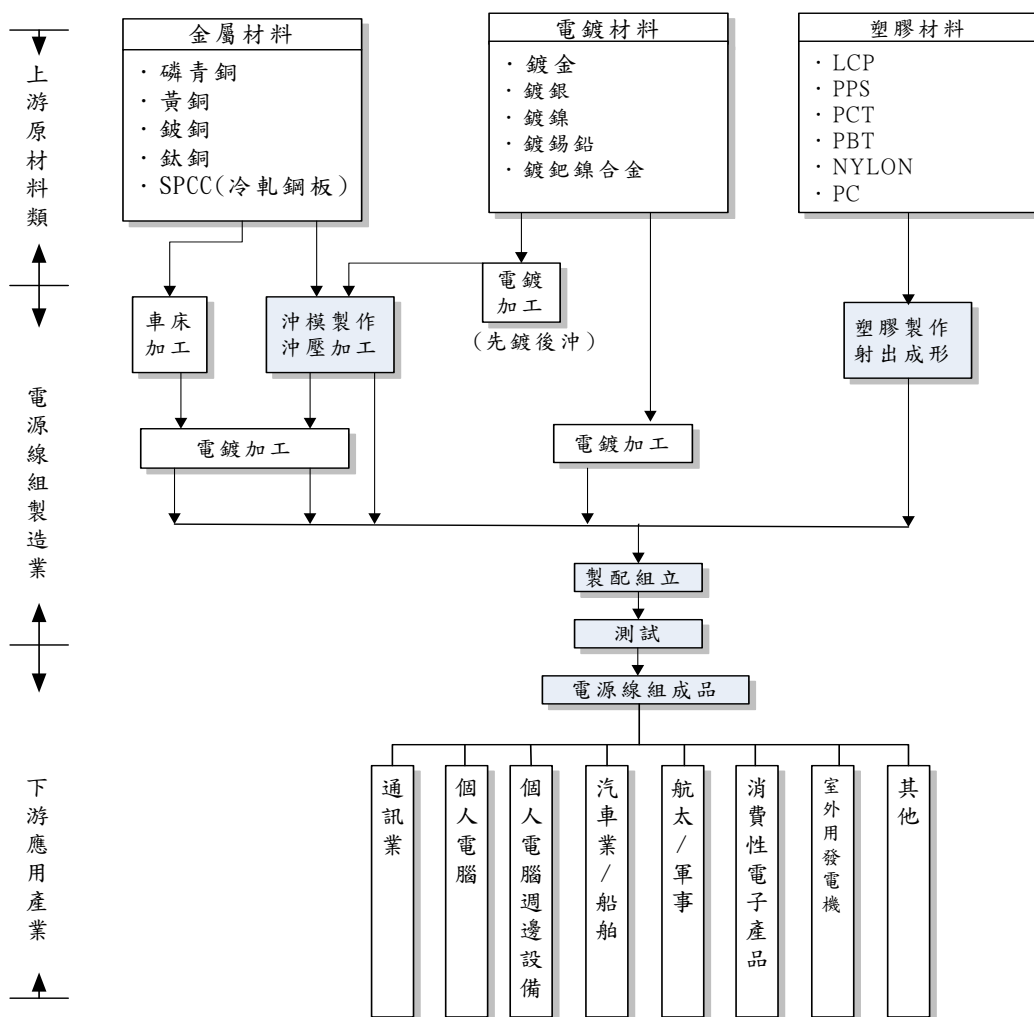 上游原材料類
金屬材料
·磷青銅
·黃銅
·鈹銅
·鈦銅
·SPCC(冷軋鋼板)
電鍍材料
·鍍金
·鍍銀
·鍍鎳
·鍍錫鉛
·鍍鈀鎳合金
塑膠材料
·LCP
·PPS
·PCT
·PBT
·NYLON
·PC
電源線組製造業
車床
加工
沖模製作
沖壓加工
電鍍
加工
(先鍍後沖)
塑膠製作
射出成形
電鍍加工
電鍍加工
製配組立
測試
電源線組成品
下游應用產業
通訊業
個人電腦
個人電腦週邊設備
汽車業/船舶
航太/軍事
消費性電子產品
室外用發電機
其他